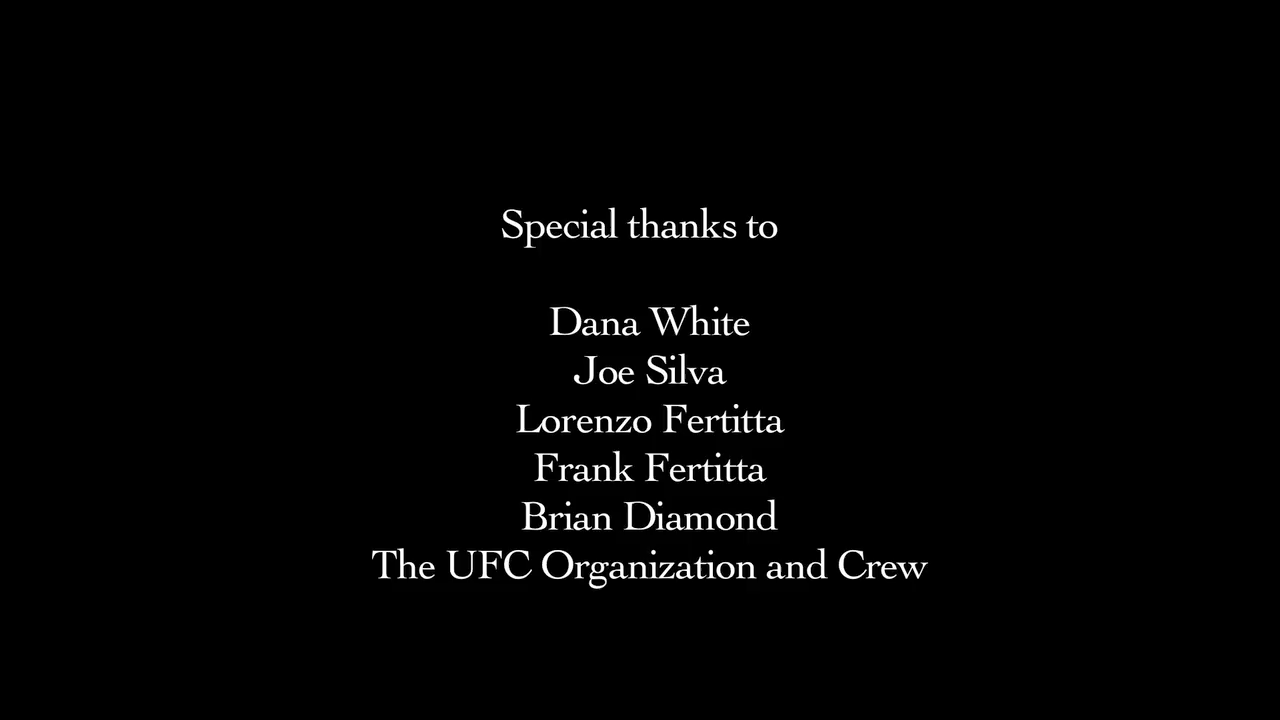 Special thanks to
Dana White
Joe Silva
Lorenzo Fertitta
Frank Fertitta
Brian Diamond
The UFC Organization and Crew